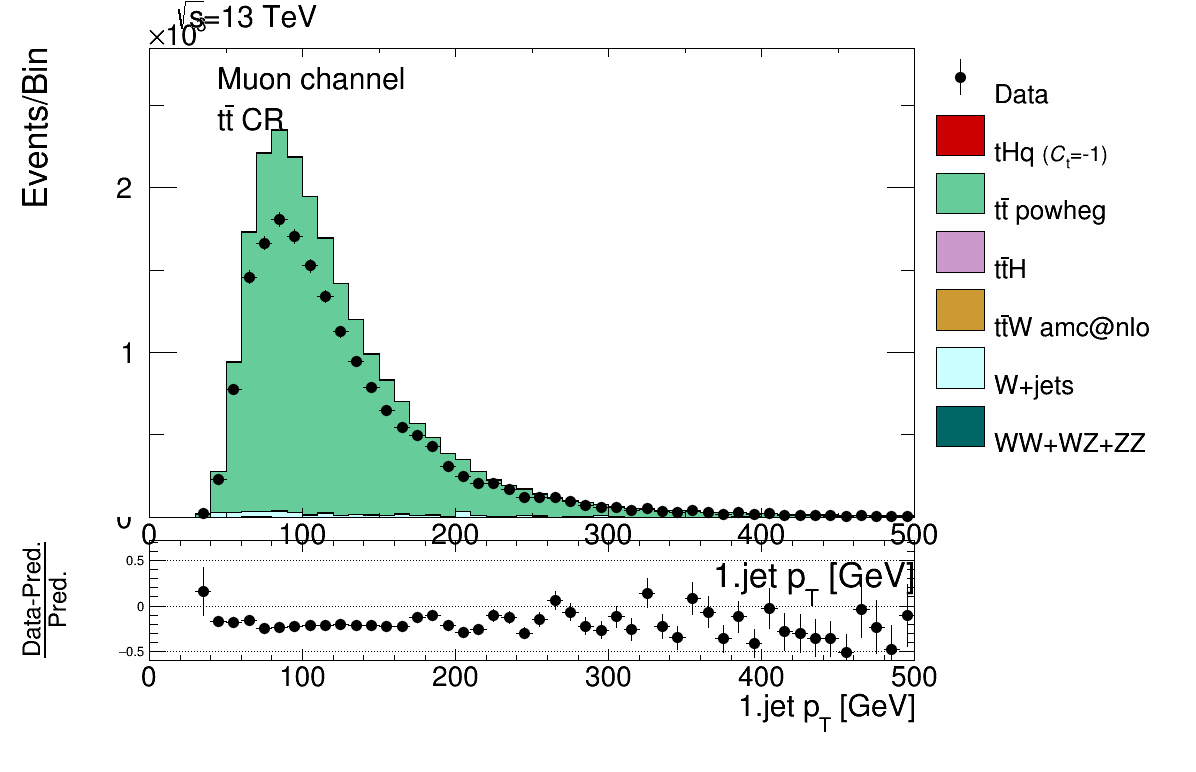 √s=13 TeV
×10³
Events/Bin
Muon channel
tt̄ CR
2
1
0
0 100 200 300 400 500
1.jet p_T [GeV]
Data
tHq (C_t=-1)
tt̄ powheg
tt̄H
tt̄W amc@nlo
W+jets
WW+WZ+ZZ
Data-Pred.
Pred.
0.5
0
−0.5
0 100 200 300 400 500
1.jet p_T [GeV]